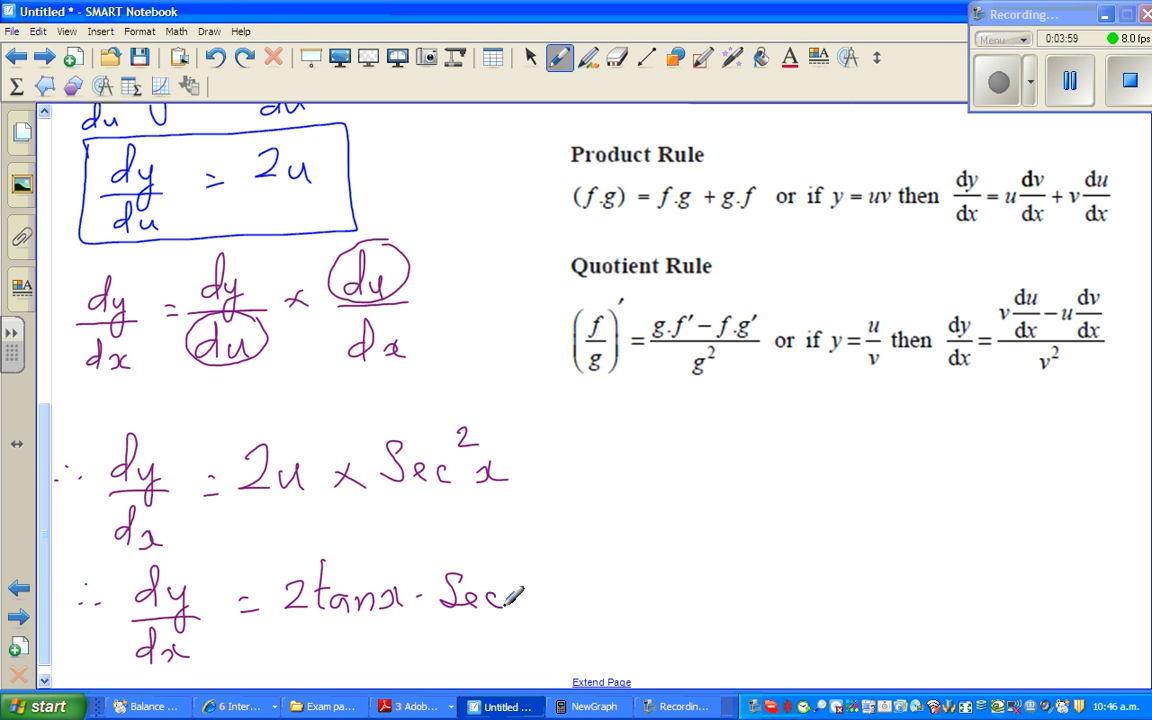 Untitled * - SMART Notebook
Recording...
File Edit View Insert Format Math Draw Help
Menu
0:03:59
8.0 fps
du
du
dy/du = 2u
Product Rule
(f.g) = f.g + g.f or if y = uv then dy/dx = u dv/dx + v du/dx
Quotient Rule
(f/g)′ = (g.f′ − f.g′)/g² or if y = u/v then dy/dx = (v du/dx − u dv/dx)/v²
dy/dx = dy/du × du/dx
∴ dy/dx = 2u × Sec²x
∴ dy/dx = 2tanx · Sec
Extend Page
start
Balance ...
6 Inter...
Exam pa...
3 Adob...
Untitled ...
NewGraph
Recordin...
10:46 a.m.